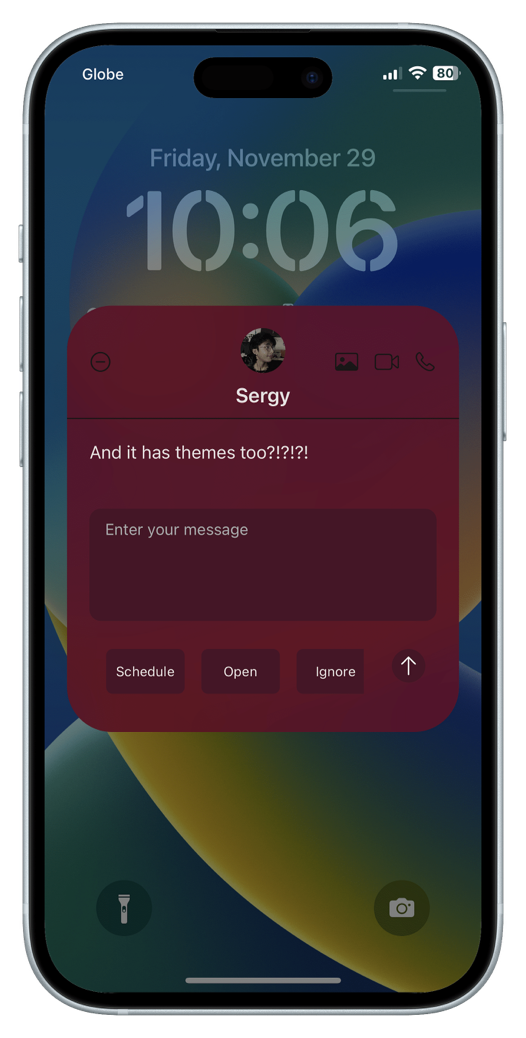 Globe
80
Friday, November 29
10:06
Sergy
And it has themes too?!?!?!
Enter your message
Schedule
Open
Ignore